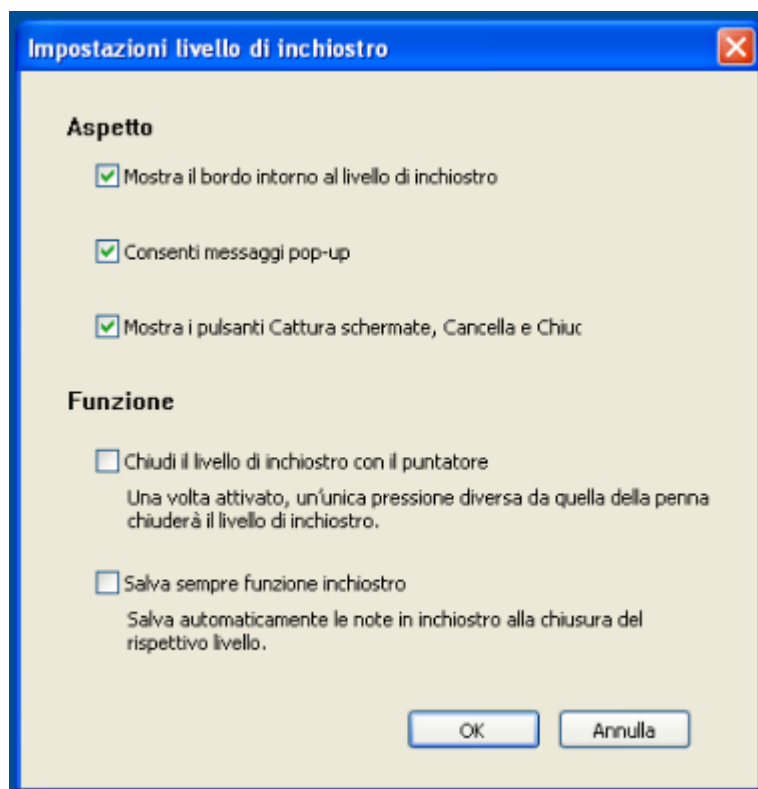 Impostazioni livello di inchiostro
Aspetto
Mostra il bordo intorno al livello di inchiostro
Consenti messaggi pop-up
Mostra i pulsanti Cattura schermate, Cancella e Chiuc
Funzione
Chiudi il livello di inchiostro con il puntatore
Una volta attivato, un'unica pressione diversa da quella della penna
chiuderà il livello di inchiostro.
Salva sempre funzione inchiostro
Salva automaticamente le note in inchiostro alla chiusura del
rispettivo livello.
OK Annulla